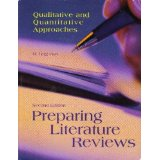 Qualitative and
Quantitative
Approaches
Second Edition
Preparing
Literature
Reviews